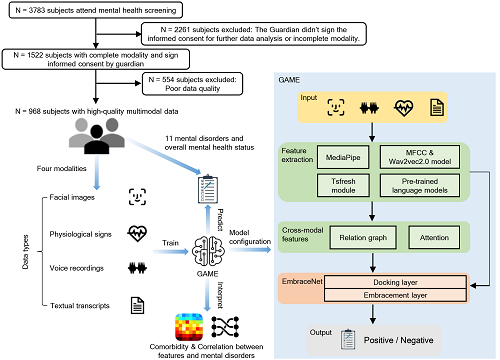 N = 3783 subjects attend mental health screening
N = 2261 subjects excluded: The Guardian didn't sign
the informed consent for further data analysis or incomplete modality.
N = 1522 subjects with complete modality and sign
informed consent by guardian
N = 554 subjects excluded:
Poor data quality
N = 968 subjects with high-quality multimodal data
11 mental disorders and
overall mental health status
Four modalities
Data types
Facial images
Physiological signs
Voice recordings
Textual transcripts
Train
Predict
GAME
Interpret
Model
configuration
Comorbidity & Correlation between
features and mental disorders
GAME
Input
Feature
extraction
MediaPipe
MFCC &
Wav2vec2.0 model
Tsfresh
module
Pre-trained
language models
Cross-modal
features
Relation graph
Attention
EmbraceNet
Docking layer
Embracement layer
Output
Positive / Negative